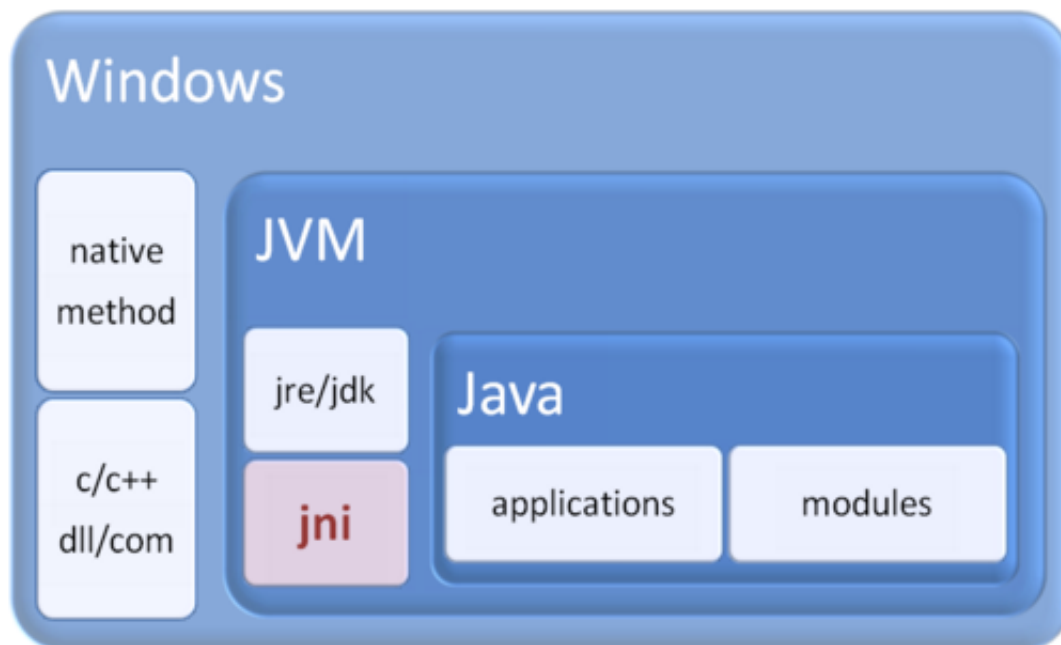 Windows
native
method
c/c++
dll/com
JVM
jre/jdk
jni
Java
applications
modules